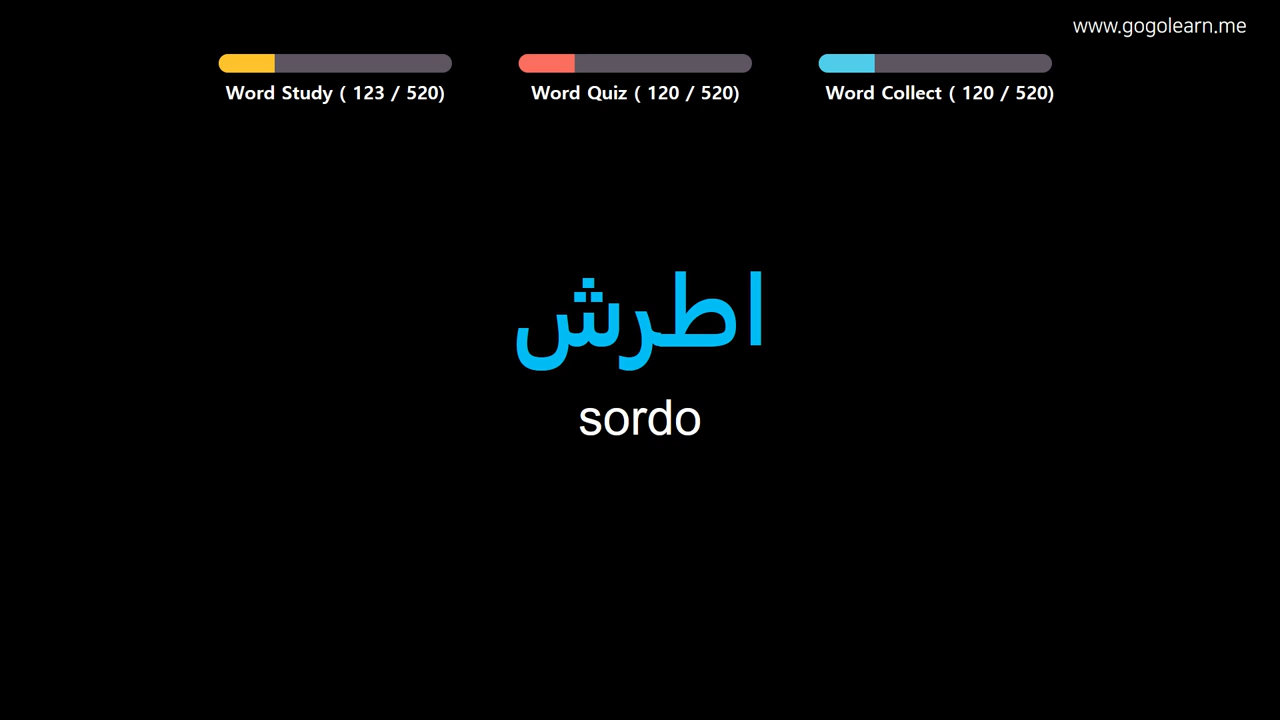 www.gogolearn.me
Word Study ( 123 / 520)
Word Quiz ( 120 / 520)
Word Collect ( 120 / 520)
اطرش
sordo